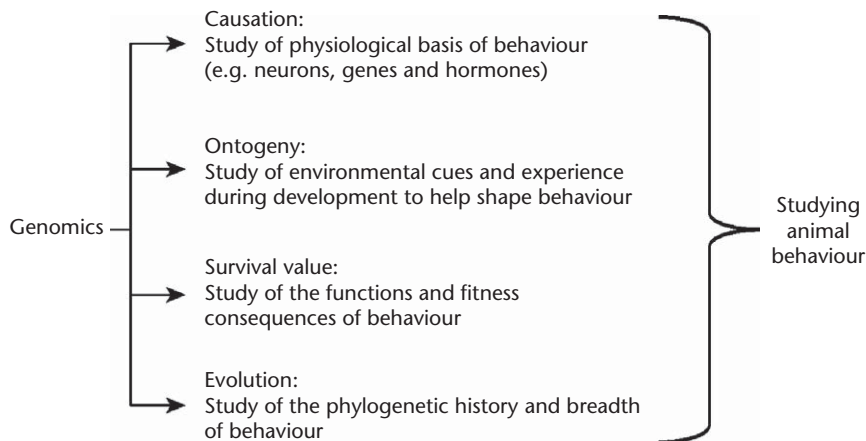 Causation:
Study of physiological basis of behaviour
(e.g. neurons, genes and hormones)
Ontogeny:
Study of environmental cues and experience
during development to help shape behaviour
Genomics
Survival value:
Study of the functions and fitness
consequences of behaviour
Evolution:
Study of the phylogenetic history and breadth
of behaviour
Studying
animal
behaviour